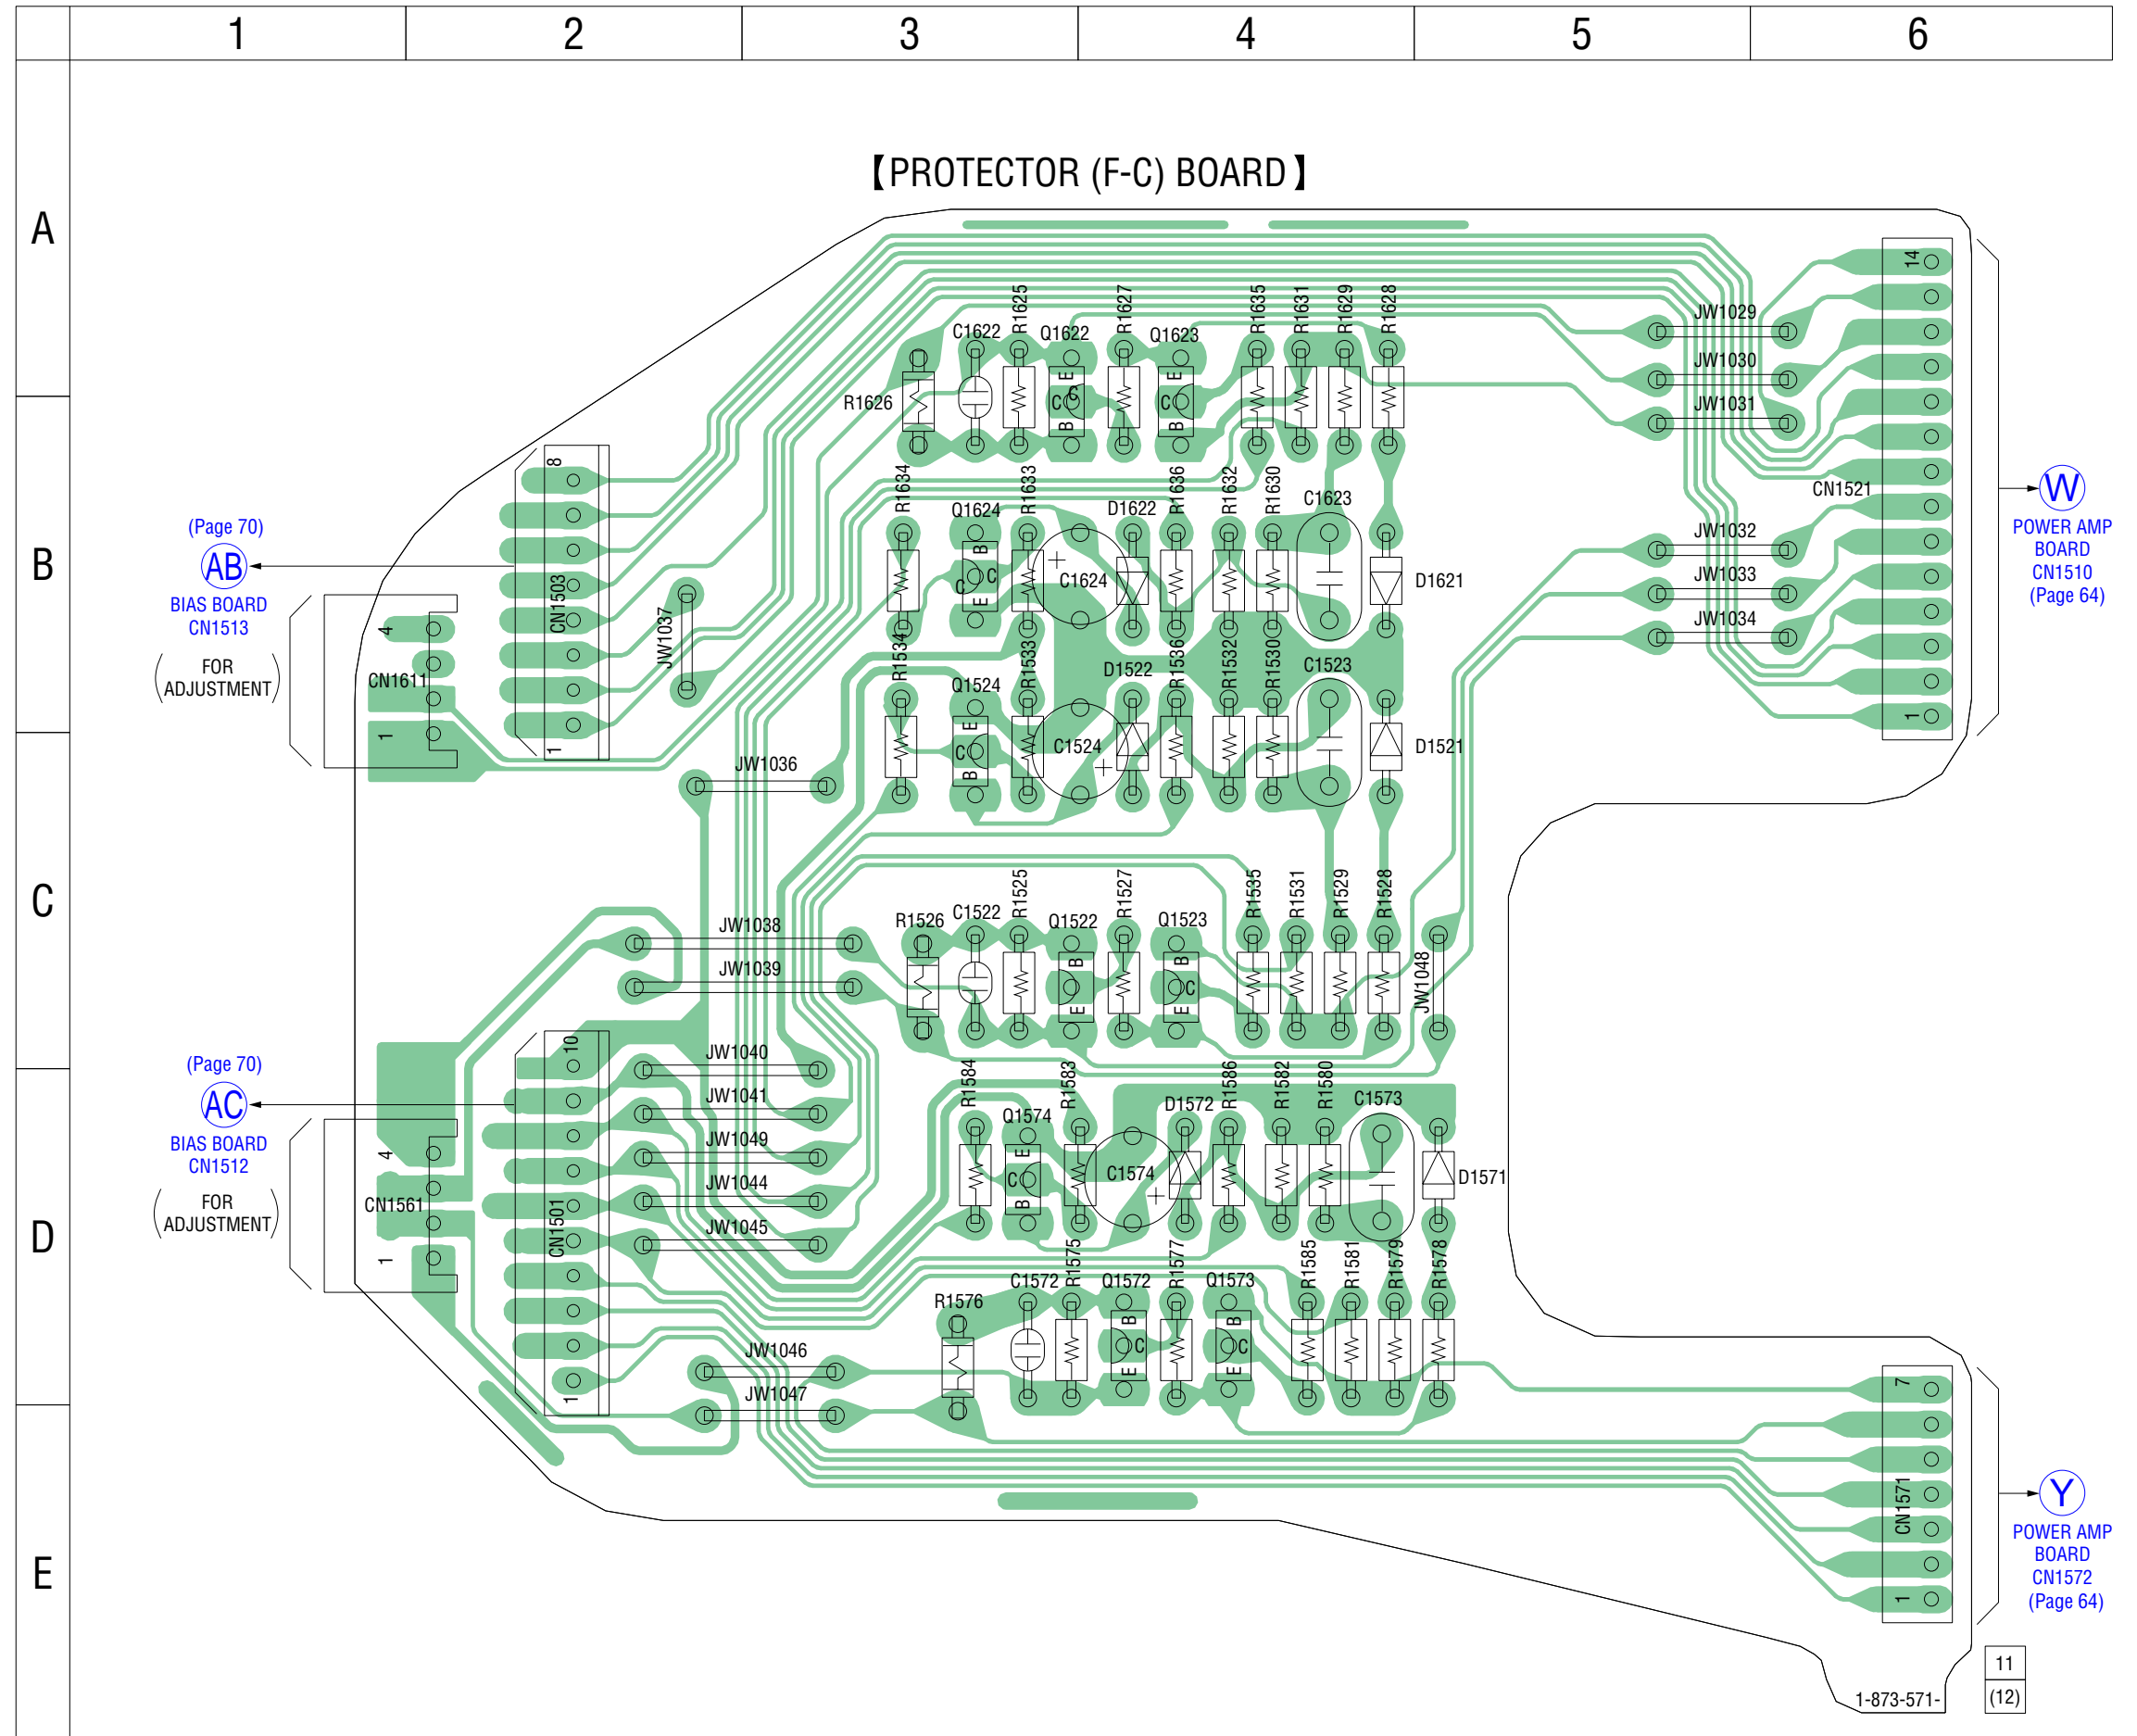 1 2 3 4 5 6
A
B
C
D
E
【PROTECTOR (F-C) BOARD】
R1625
R1627
R1635
R1631
R1629
R1628
C1622
Q1622
Q1623
E
E
R1626
C
C
C
B
B
JW1029
JW1030
JW1031
14
CN1521
1
8
CN1503
1
R1634
R1633
R1636
R1632
R1630
Q1624
D1622
C1623
B
C
C
E
+
C1624
D1621
JW1032
JW1033
JW1034
W
POWER AMP
BOARD
CN1510
(Page 64)
(Page 70)
AB
BIAS BOARD
CN1513
(FOR
ADJUSTMENT)
4
CN1611
1
JW1037
R1534
R1533
R1536
R1532
R1530
Q1524
D1522
C1523
E
C
B
C1524
+
D1521
JW1036
JW1038
JW1039
R1526
C1522
R1525
Q1522
R1527
Q1523
R1535
R1531
R1529
R1528
B
E
B
C
E
JW1048
(Page 70)
AC
BIAS BOARD
CN1512
(FOR
ADJUSTMENT)
4
CN1561
1
10
CN1501
1
JW1040
JW1041
JW1049
JW1044
JW1045
R1584
Q1574
R1583
D1572
R1586
R1582
R1580
C1573
E
C
B
C1574
+
D1571
R1576
C1572
R1575
Q1572
R1577
Q1573
R1585
R1581
R1579
R1578
B
C
E
B
C
E
JW1046
JW1047
7
CN1571
1
Y
POWER AMP
BOARD
CN1572
(Page 64)
11
(12)
1-873-571-